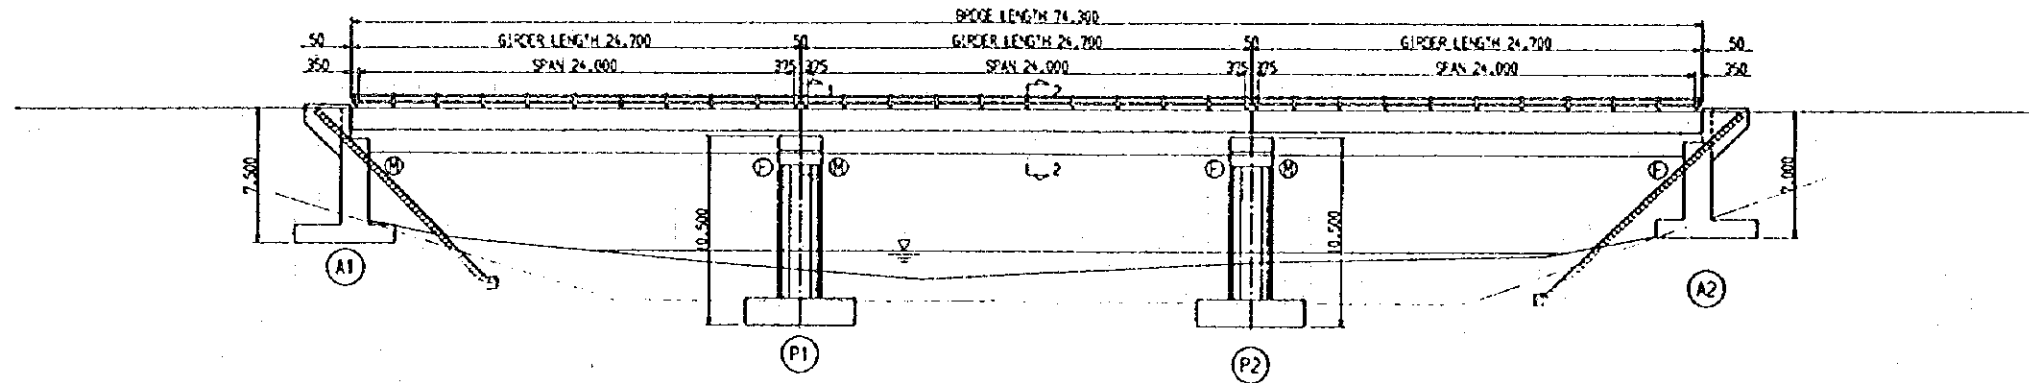 BRIDGE LENGTH 74.300
50 GIRDER LENGTH 24.700 50 GIRDER LENGTH 24.700 50 GIRDER LENGTH 24.700 50
350 SPAN 24.000 375 375 SPAN 24.000 375 375 SPAN 24.000 350
1 2
M F M 2 F M F
7.500 10.500 10.500 7.000
A1 A2
P1 P2